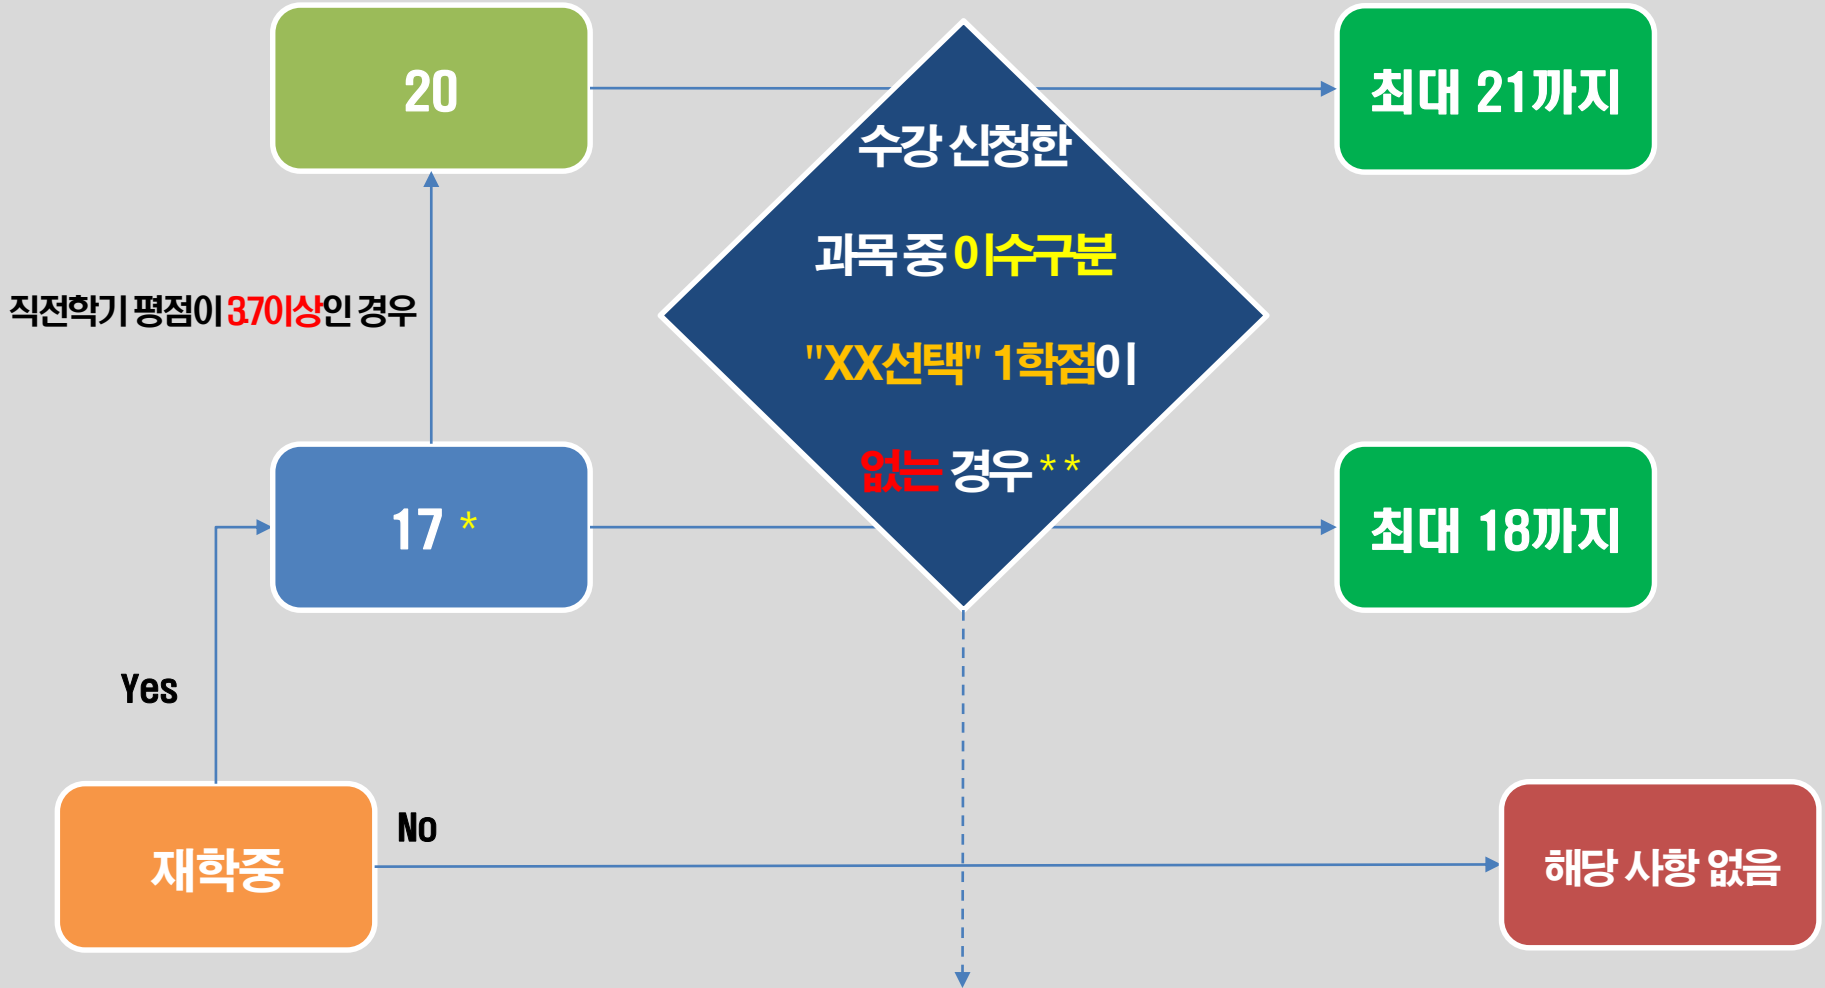 20
수강 신청한
과목 중 이수구분
"XX선택" 1학점이
없는 경우 **
최대 21까지
직전학기 평점이 3.7이상인 경우
17 *
최대 18까지
Yes
재학중
No
해당 사항 없음